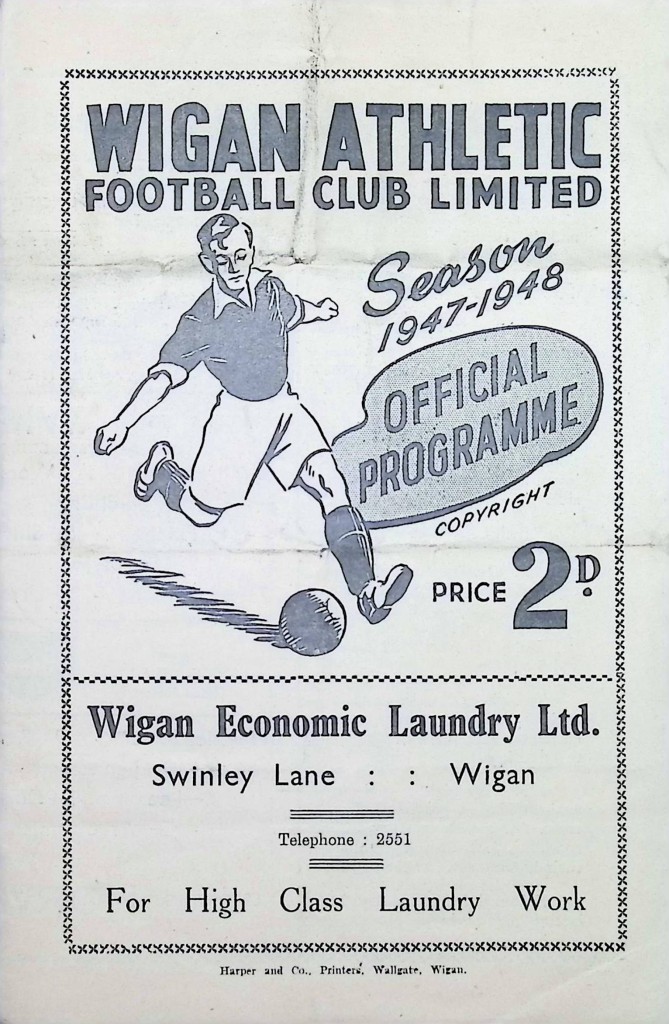 WIGAN ATHLETIC
FOOTBALL CLUB LIMITED
Season
1947-1948
OFFICIAL
PROGRAMME
COPYRIGHT
PRICE 2D.
Wigan Economic Laundry Ltd.
Swinley Lane : : Wigan
Telephone : 2551
For High Class Laundry Work
Harper and Co., Printers, Wallgate, Wigan.